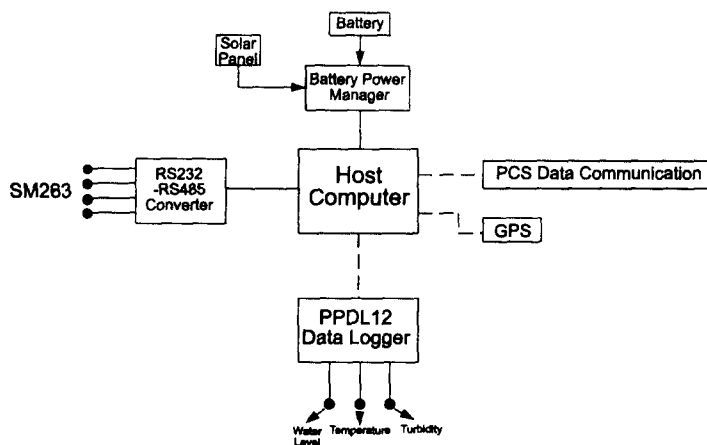 Battery
Solar
Panel
Battery Power
Manager
SM263
RS232
-RS485
Converter
Host
Computer
PCS Data Communication
GPS
PPDL12
Data Logger
Water
Level
Temperature
Turbidity